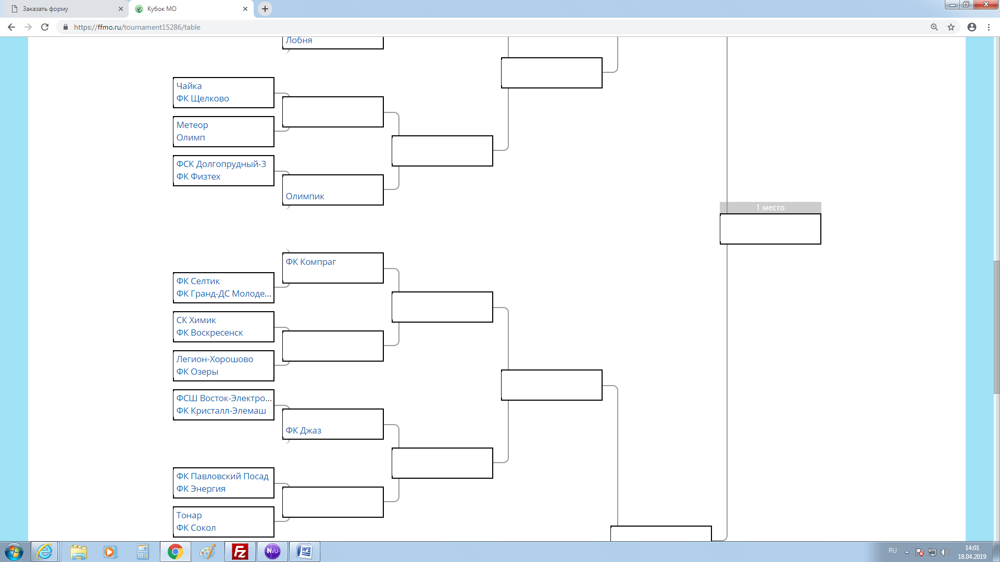 Заказать форму
Кубок МО
https://ffmo.ru/tournament15286/table
Лобня
Чайка
ФК Щелково
Метеор
Олимп
ФСК Долгопрудный-3
ФК Физтех
Олимпик
1 место
ФК Компраг
ФК Селтик
ФК Гранд-ДС Молоде...
СК Химик
ФК Воскресенск
Легион-Хорошово
ФК Озеры
ФСШ Восток-Электро...
ФК Кристалл-Элемаш
ФК Джаз
ФК Павловский Посад
ФК Энергия
Тонар
ФК Сокол
Fz
NVU
W
RU
14:01
18.04.2019